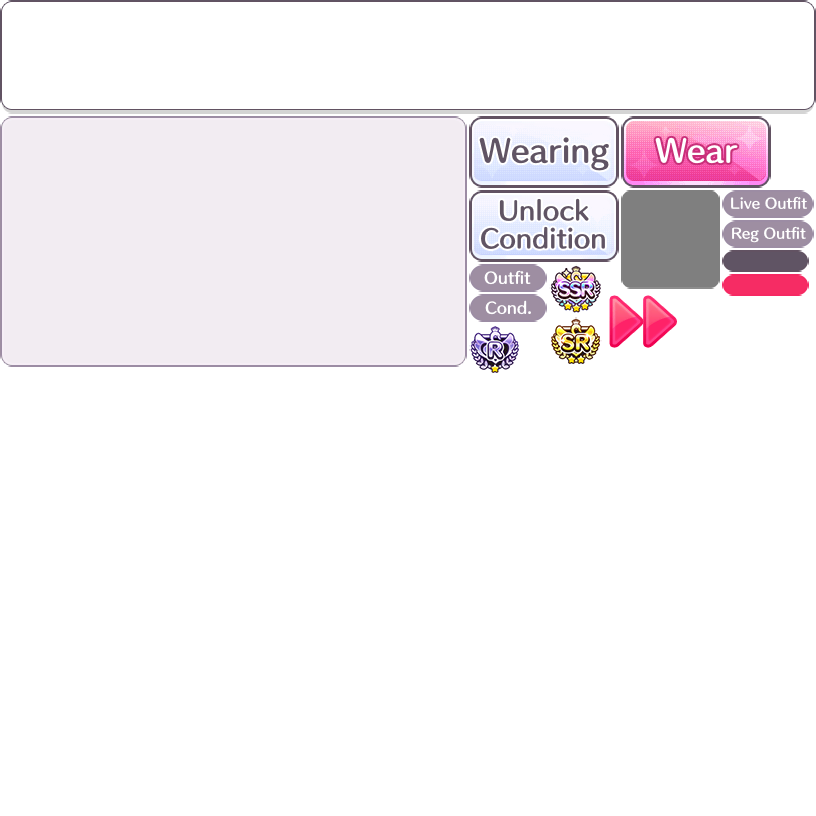 Wearing
Wear
Unlock
Condition
Live Outfit
Reg Outfit
Outfit
SSR
Cond.
R
SR